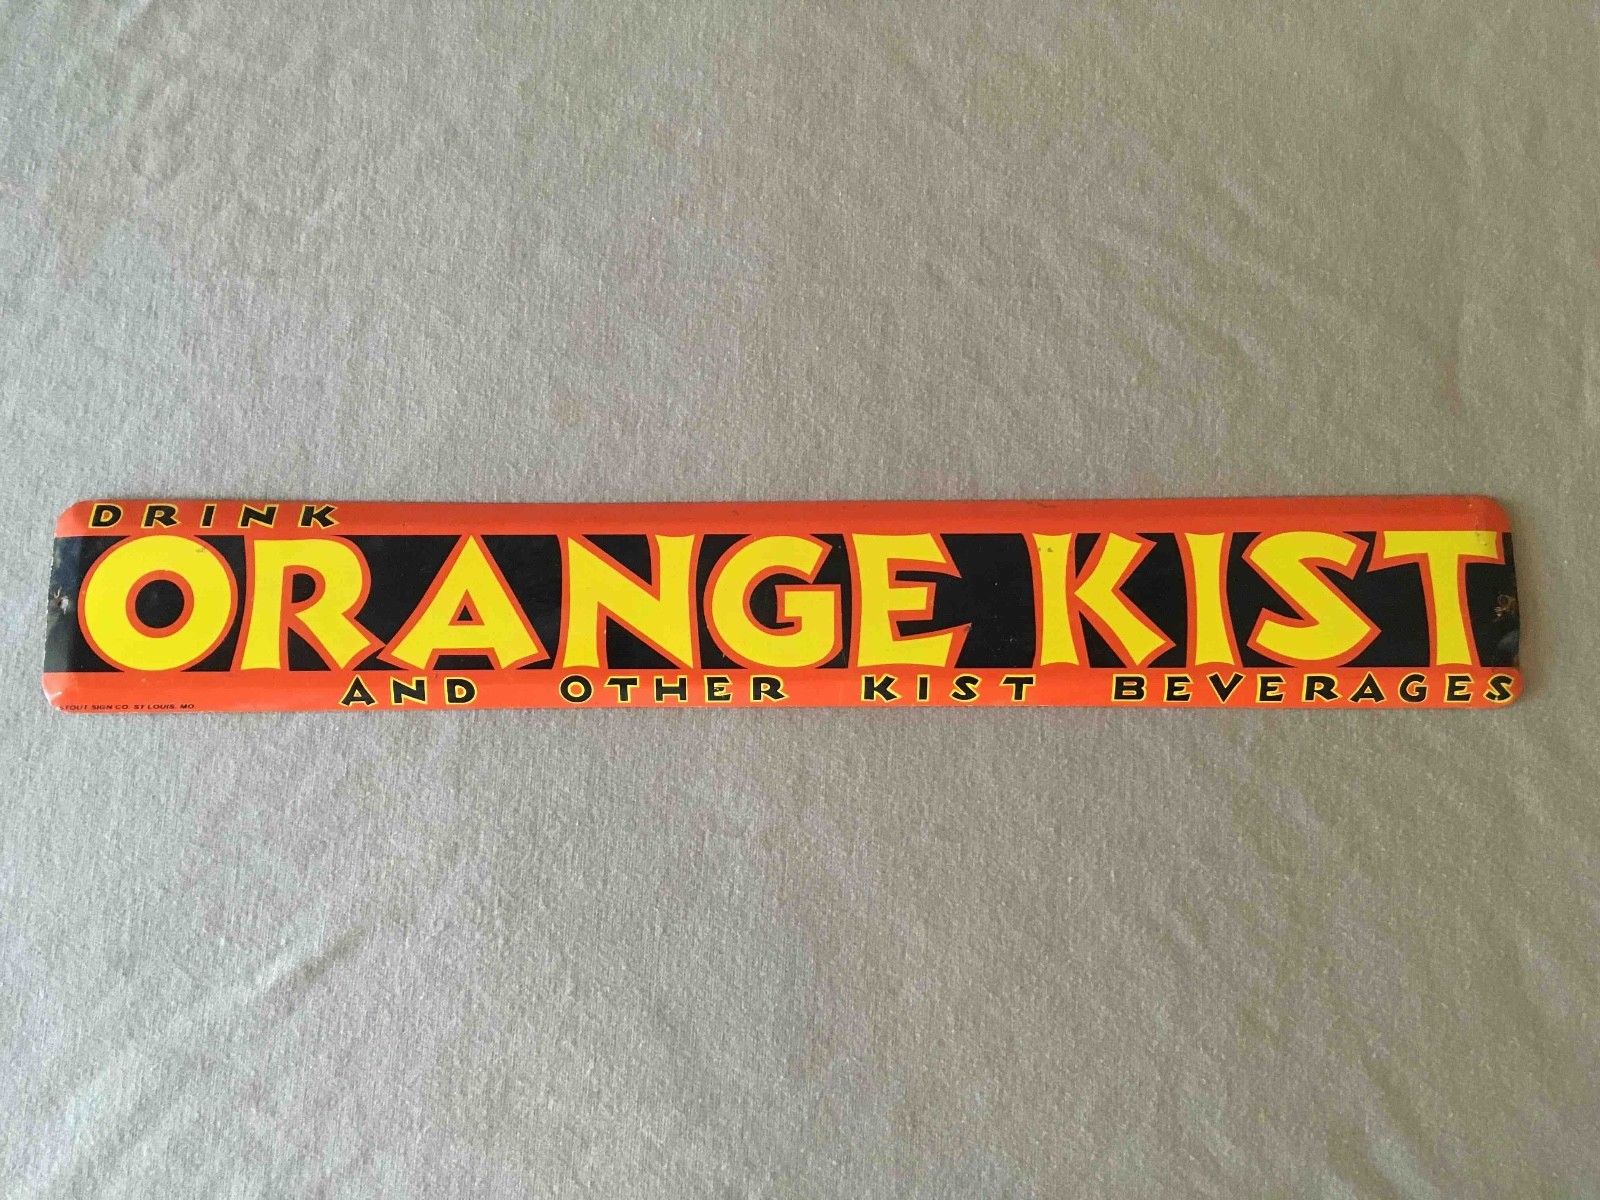 DRINK
ORANGE KIST
AND OTHER KIST BEVERAGES
STOUT SIGN CO. ST LOUIS, MO.